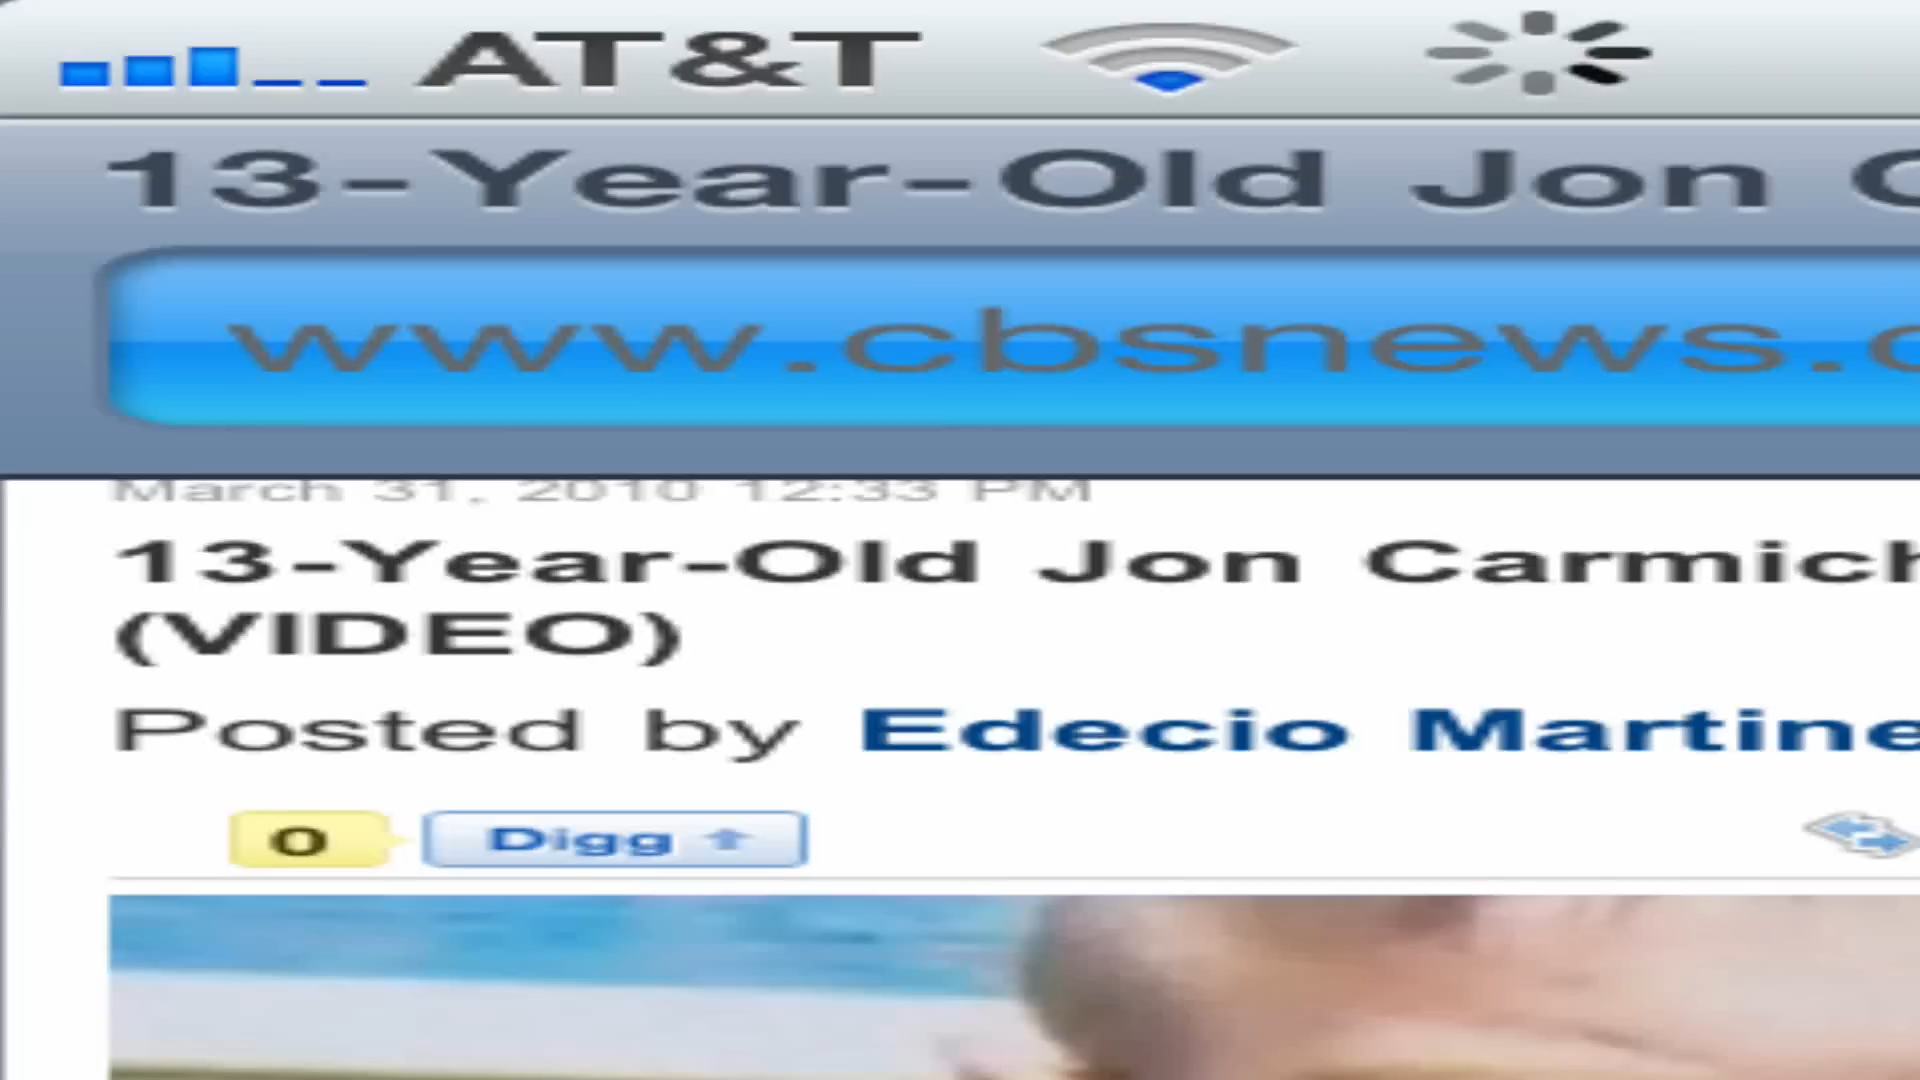 AT&T
13-Year-Old Jon
www.cbsnews.
March 31, 2010 12:33 PM
13-Year-Old Jon Carmich
(VIDEO)
Posted by Edecio Martine
0 Digg